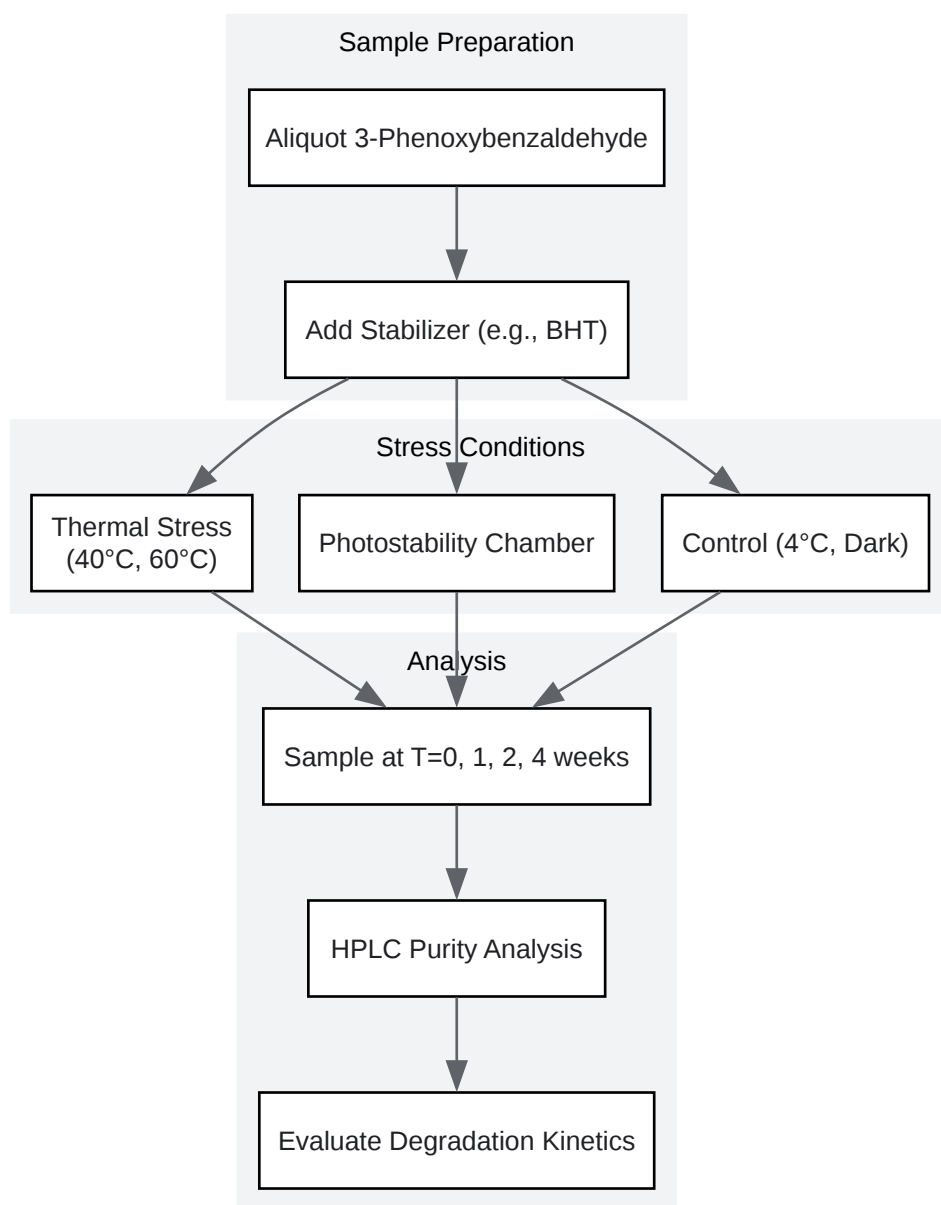 Sample Preparation
Aliquot 3-Phenoxybenzaldehyde
Add Stabilizer (e.g., BHT)
Stress Conditions
Thermal Stress
(40°C, 60°C)
Photostability Chamber
Control (4°C, Dark)
Analysis
Sample at T=0, 1, 2, 4 weeks
HPLC Purity Analysis
Evaluate Degradation Kinetics